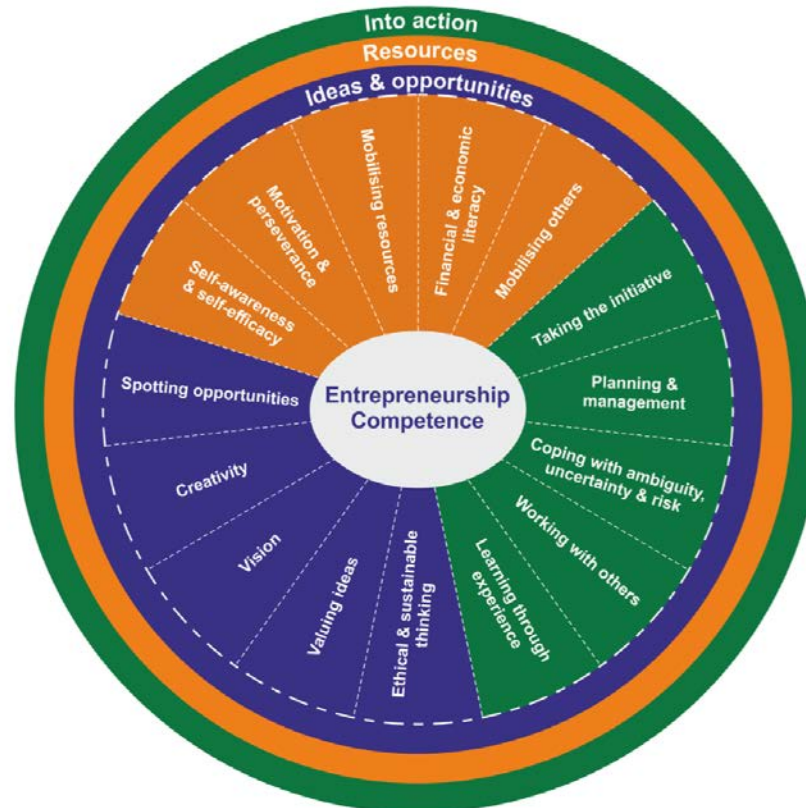 Into action
Resources
Ideas & opportunities
Self-awareness
& self-efficacy
Motivation &
perseverance
Mobilising resources
Financial & economic
literacy
Mobilising others
Taking the initiative
Planning &
management
Coping with ambiguity,
uncertainty & risk
Working with others
Learning through
experience
Ethical & sustainable
thinking
Valuing ideas
Vision
Creativity
Spotting opportunities
Entrepreneurship
Competence